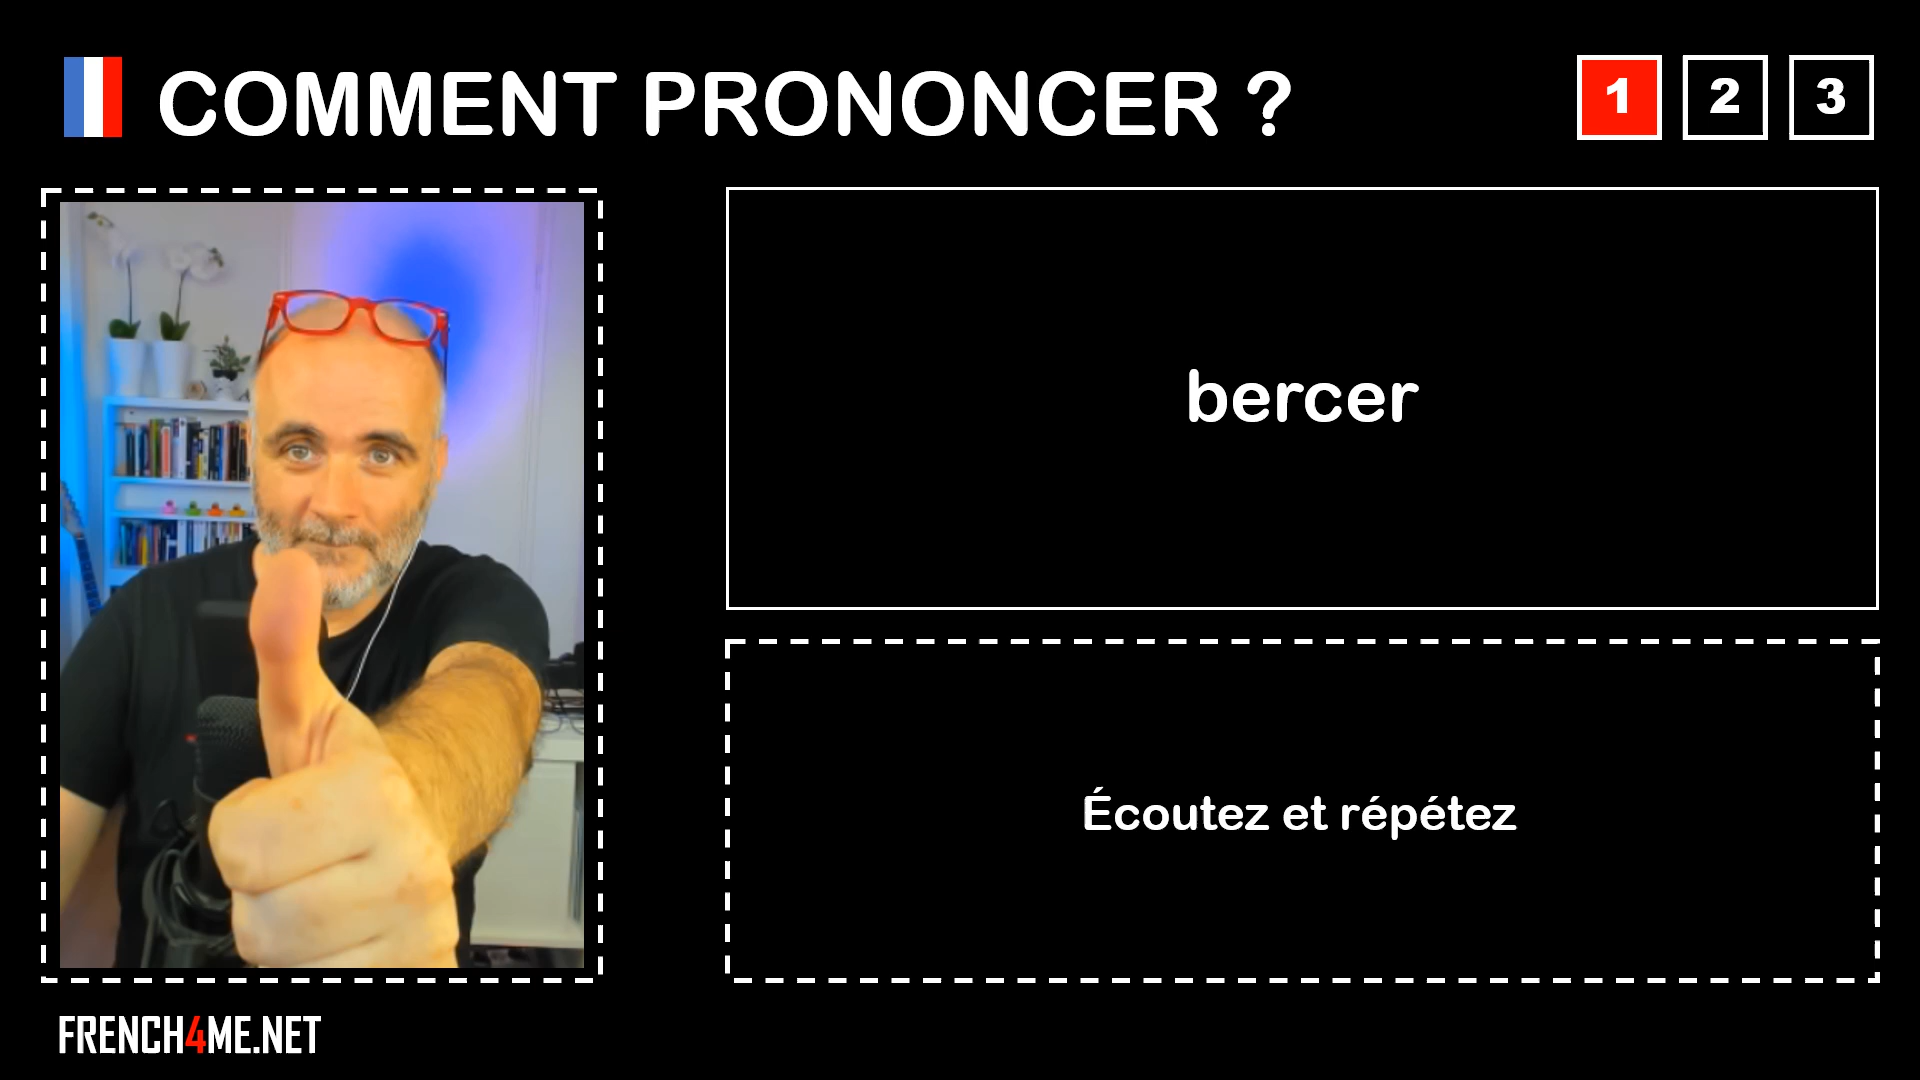 COMMENT PRONONCER ?
1 2 3
bercer
Écoutez et répétez
FRENCH4ME.NET